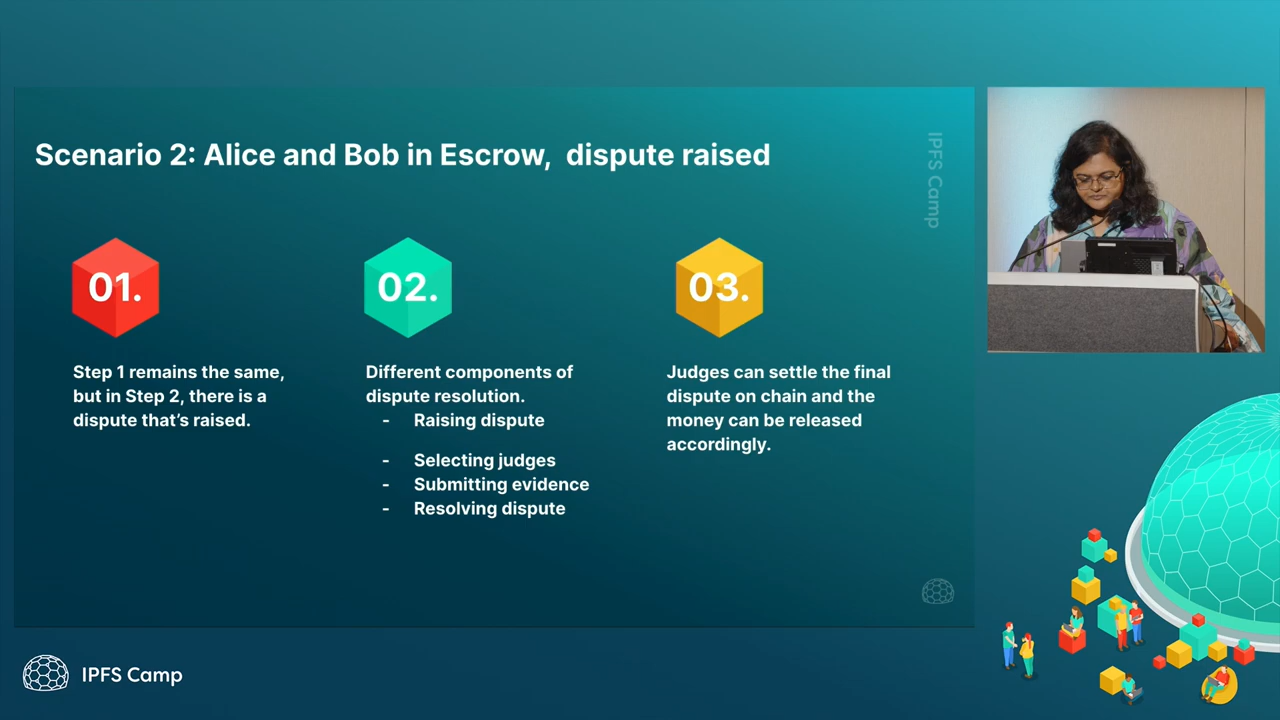 Scenario 2: Alice and Bob in Escrow,  dispute raised
IPFS Camp
01.
Step 1 remains the same,
but in Step 2, there is a
dispute that’s raised.
02.
Different components of
dispute resolution.
- Raising dispute
- Selecting judges
- Submitting evidence
- Resolving dispute
03.
Judges can settle the final
dispute on chain and the
money can be released
accordingly.
IPFS Camp